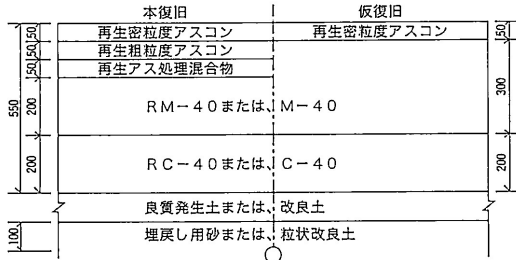 本復旧 仮復旧
50 再生密粒度アスコン 再生密粒度アスコン 50
50 再生粗粒度アスコン
50 再生アス処理混合物
550 200 RM－40または、M－40 300
200 RC－40または、C－40 200
良質発生土または、改良土
100 埋戻し用砂または、粒状改良土